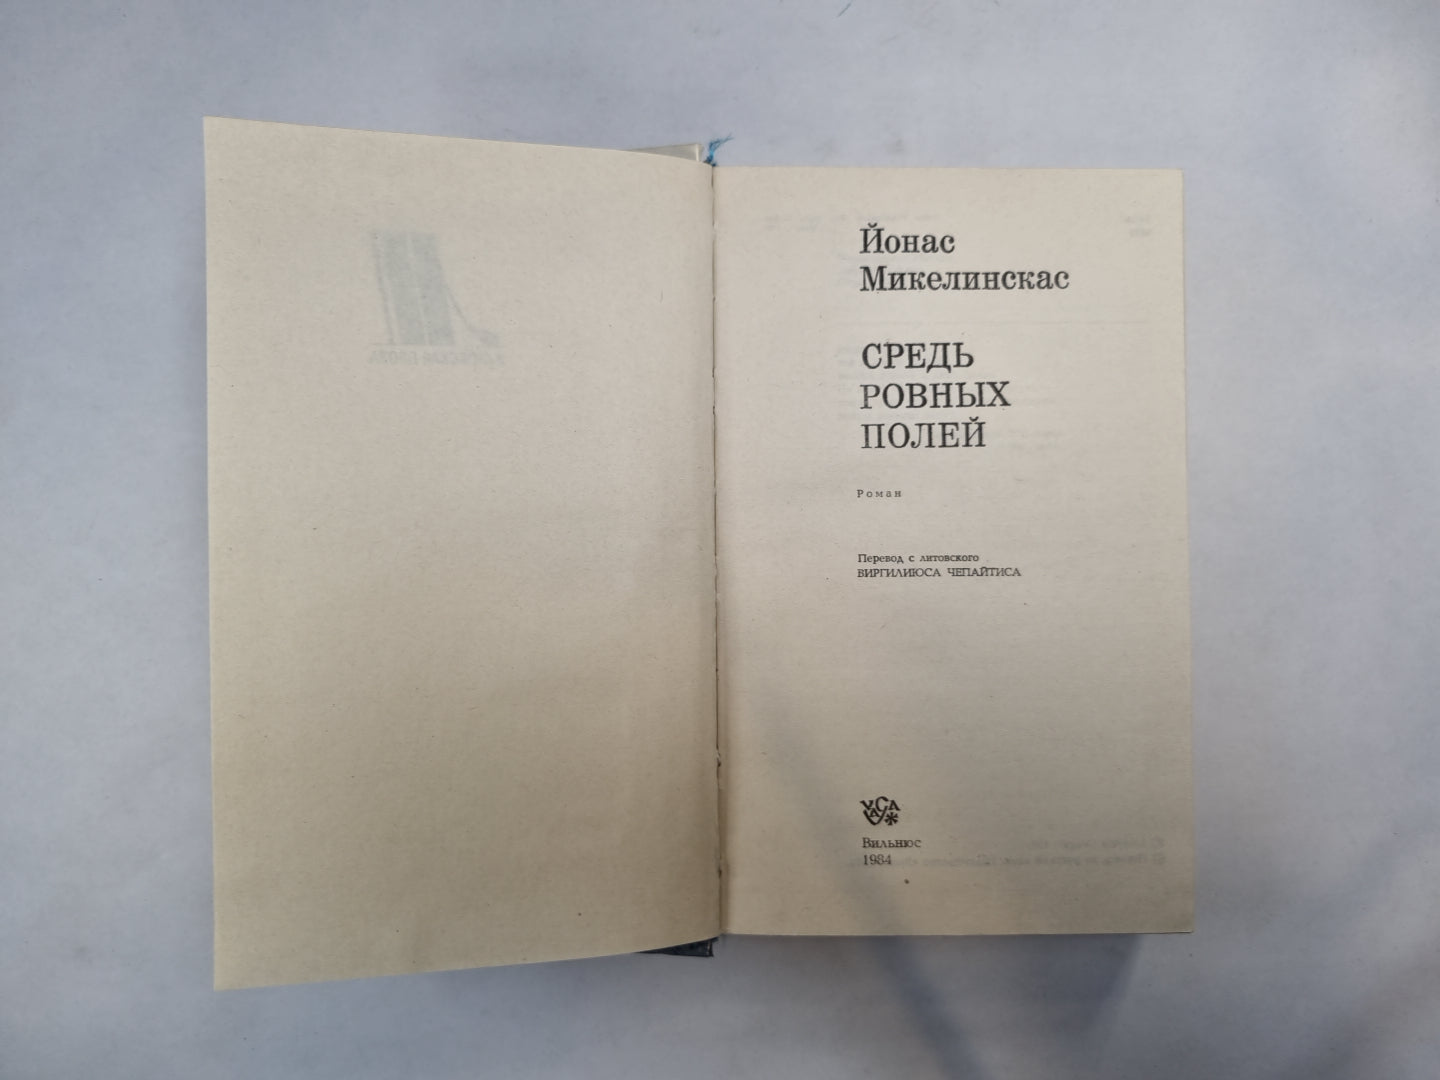 Йонас
Микелинскас
СРЕДЬ
РОВНЫХ
ПОЛЕЙ
Роман
Перевод с литовского
ВИРГИЛИЮСА ЧЕПАЙТИСА
Вильнюс
1984